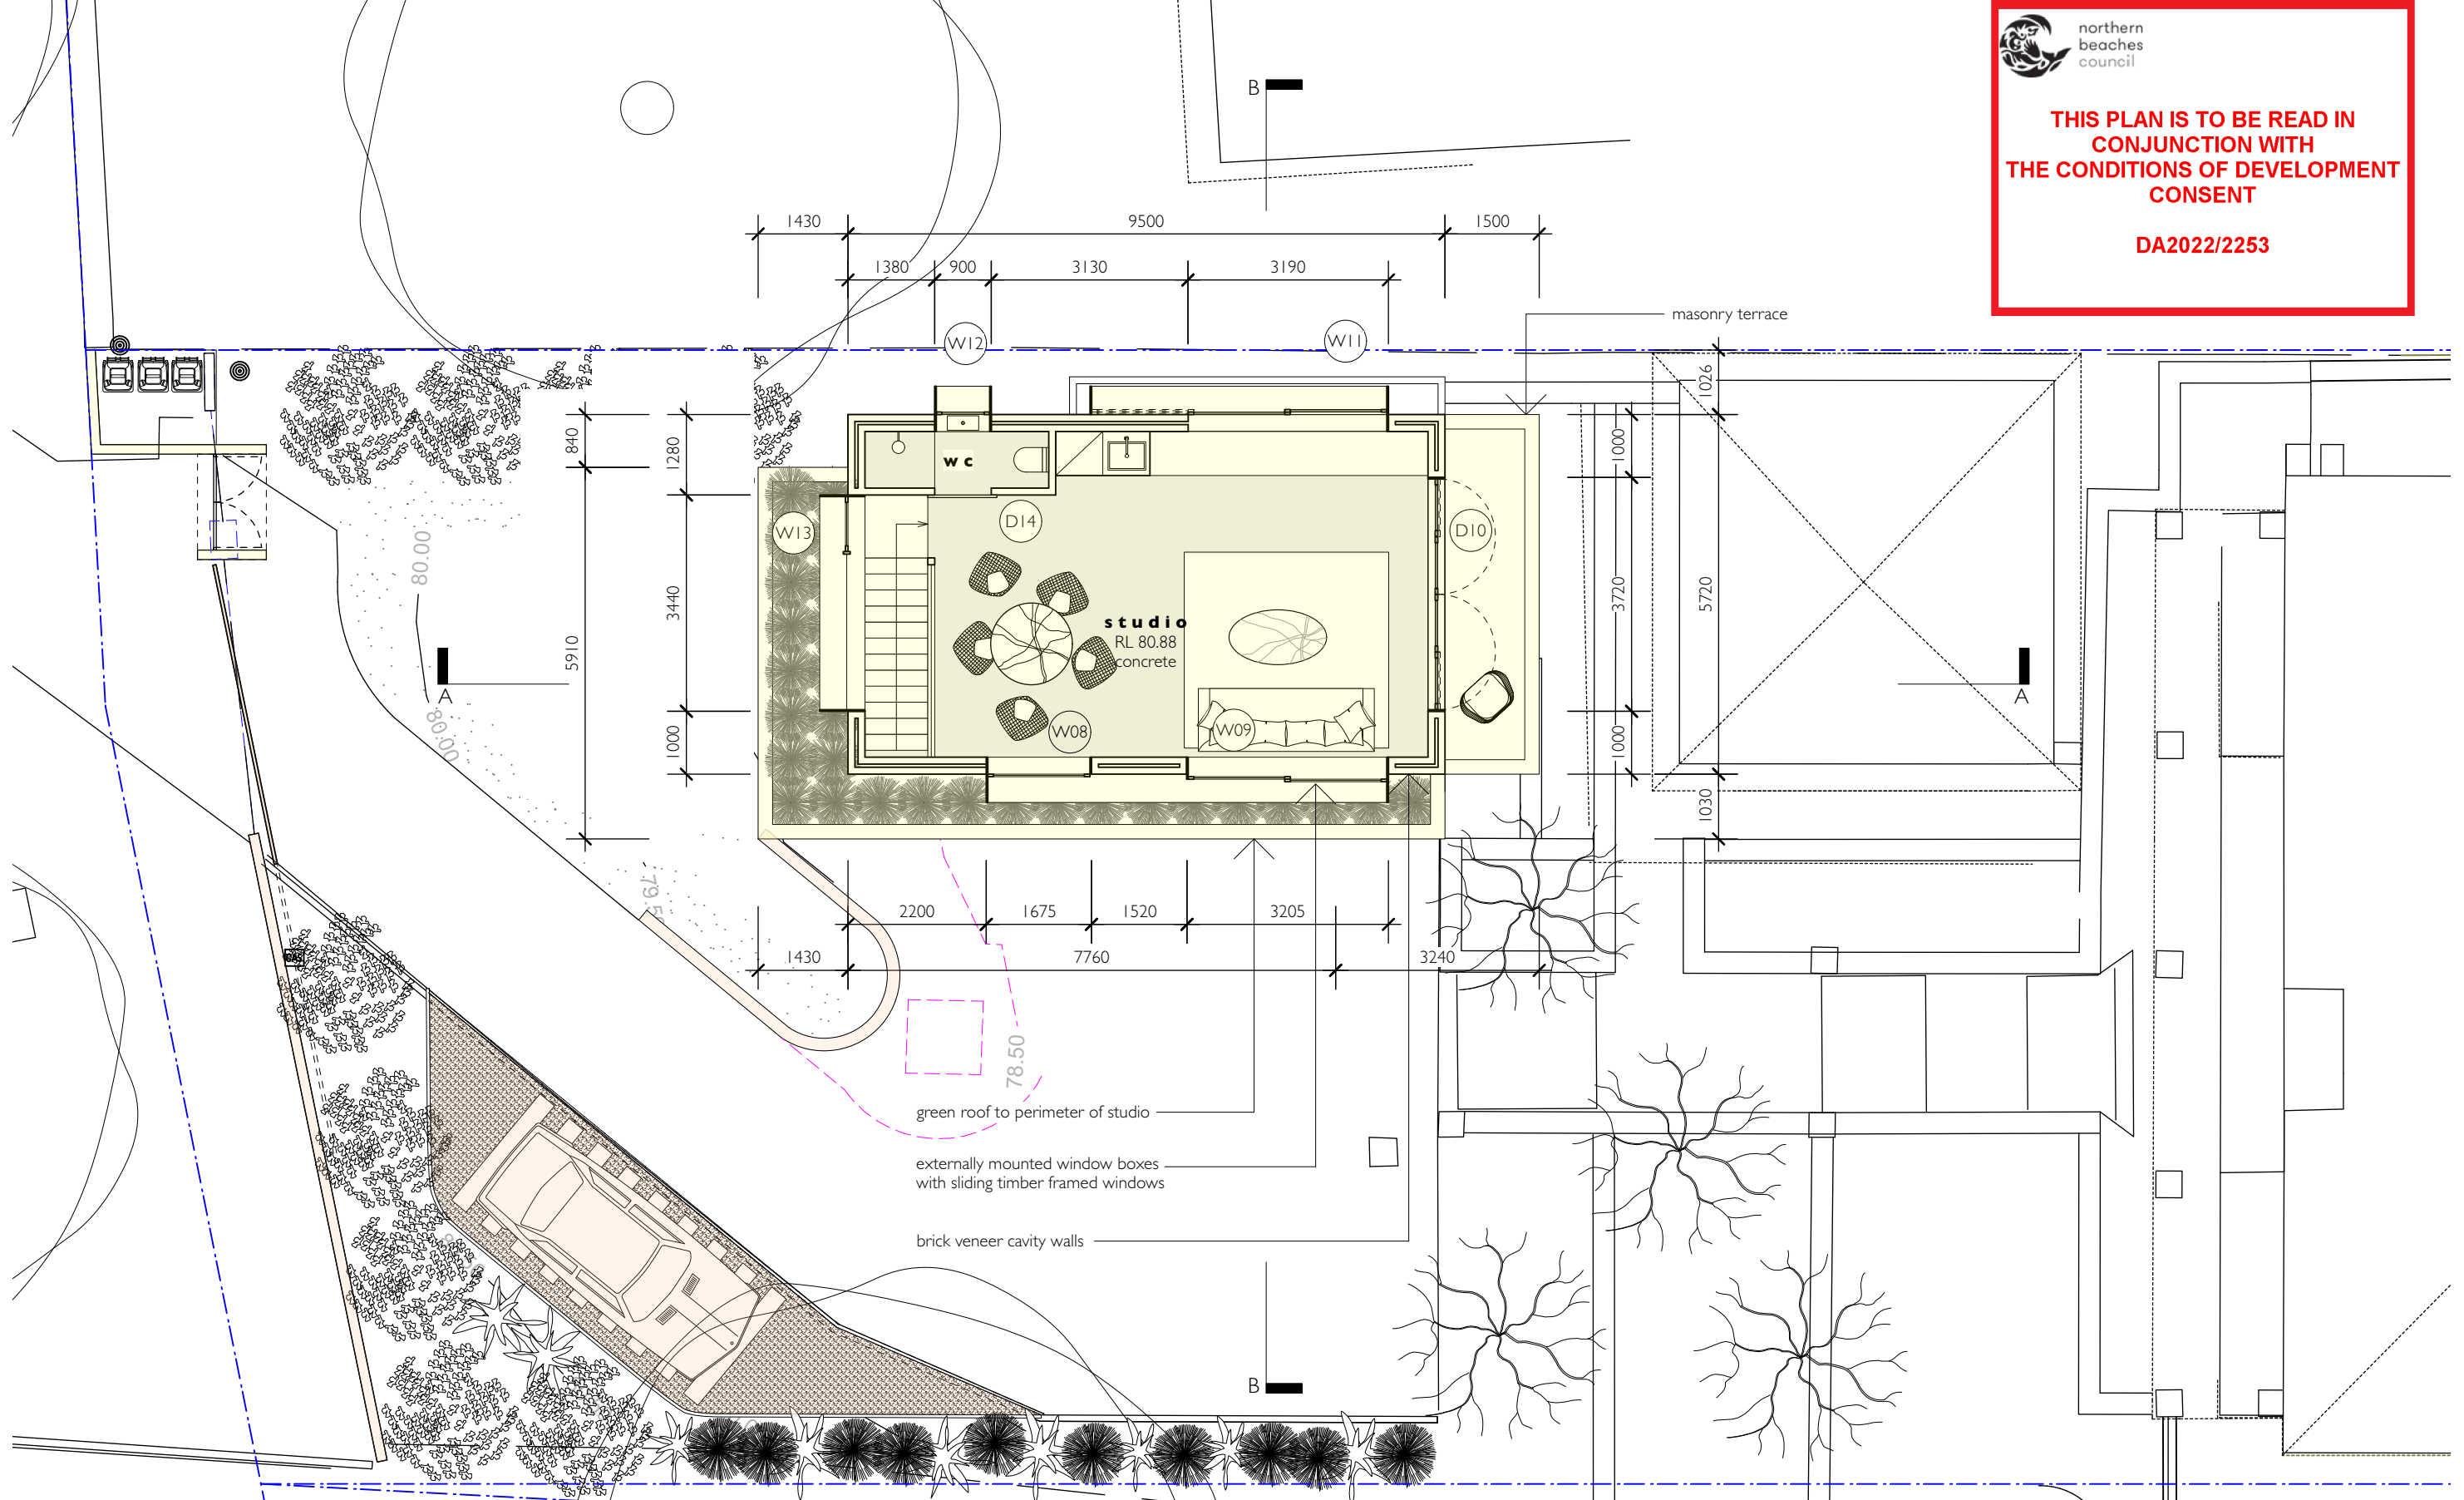 northern
beaches
council
THIS PLAN IS TO BE READ IN
CONJUNCTION WITH
THE CONDITIONS OF DEVELOPMENT
CONSENT
DA2022/2253
B
1430
9500
1500
1380
900
3130
3190
masonry terrace
W12
W11
1026
840
1280
1000
wc
W13
D14
D10
80.00
3440
3720
5720
5910
studio
RL 80.88
concrete
A
A
80.00
W08
W09
1000
1000
1030
2200
1675
1520
3205
1430
7760
3240
GAS
78.50
green roof to perimeter of studio
externally mounted window boxes
with sliding timber framed windows
brick veneer cavity walls
B